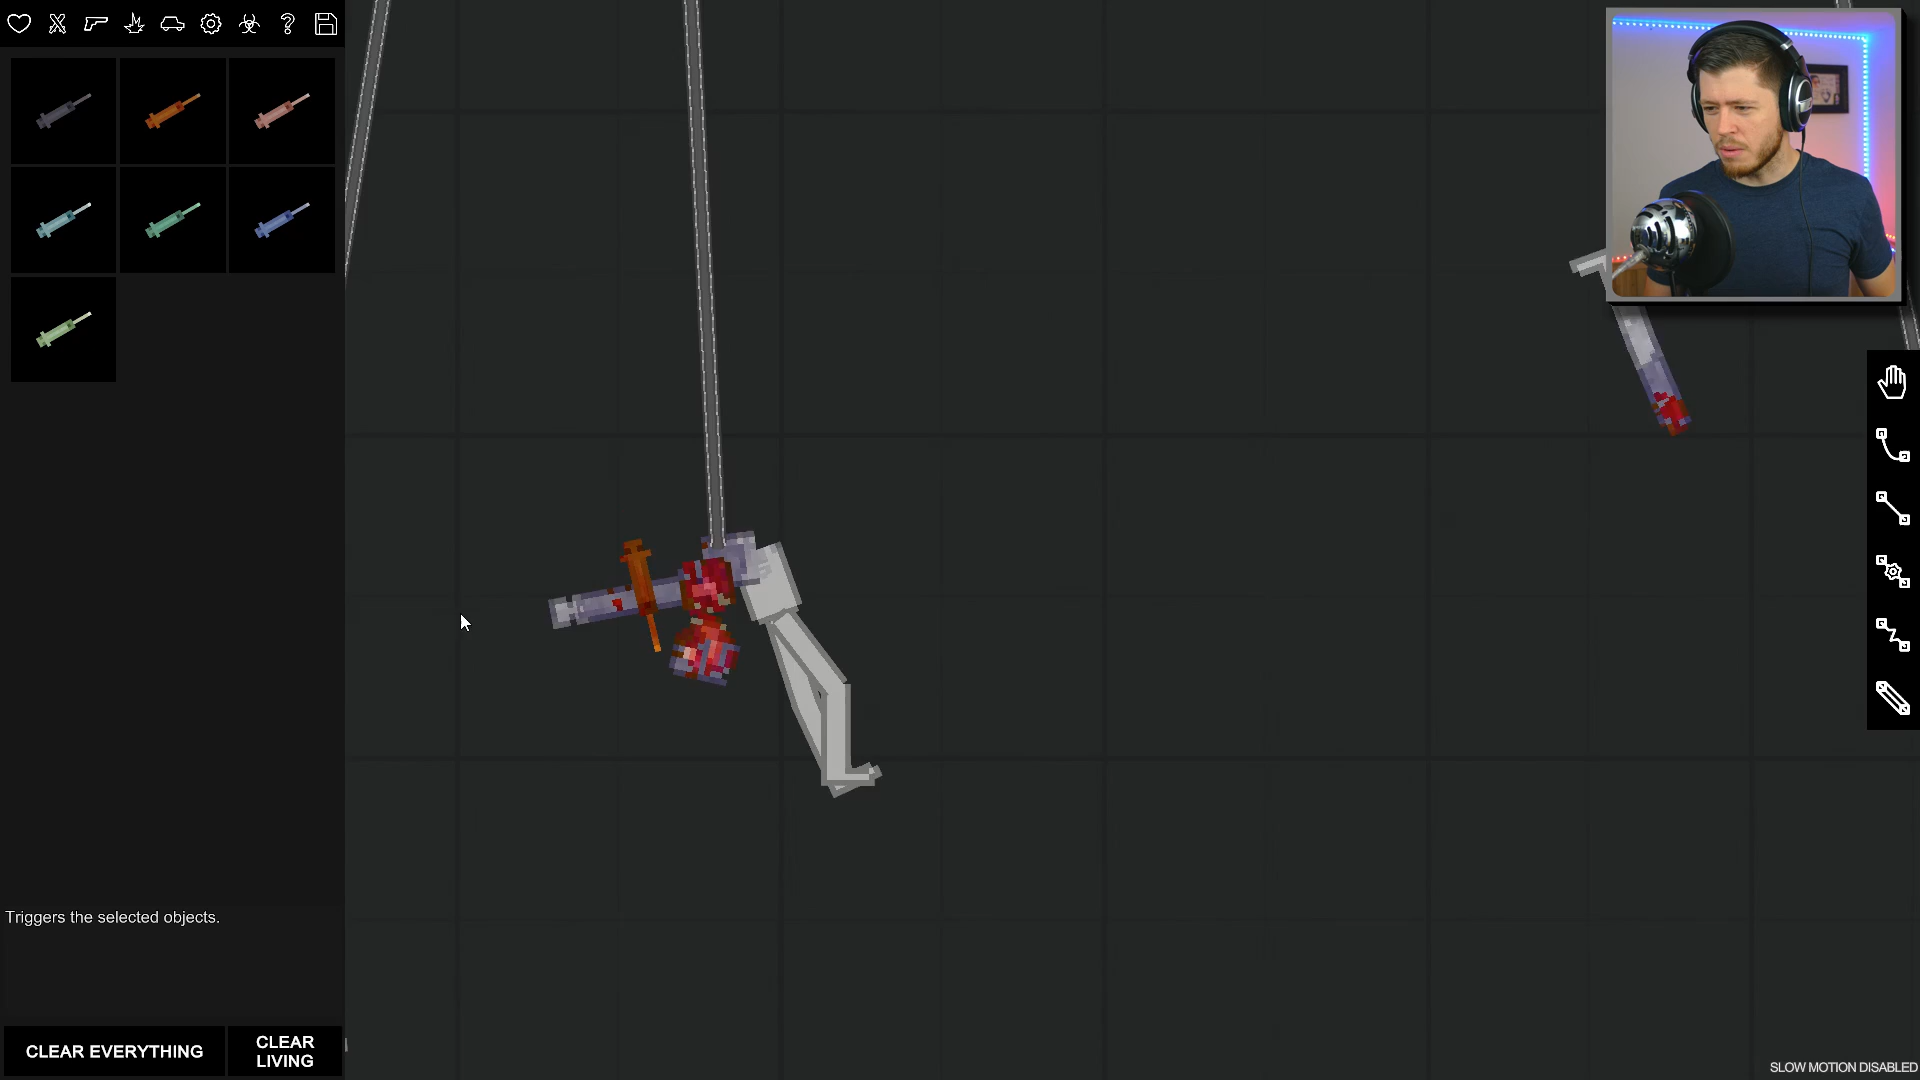 Triggers the selected objects.
CLEAR EVERYTHING
CLEAR
LIVING
SLOW MOTION DISABLED